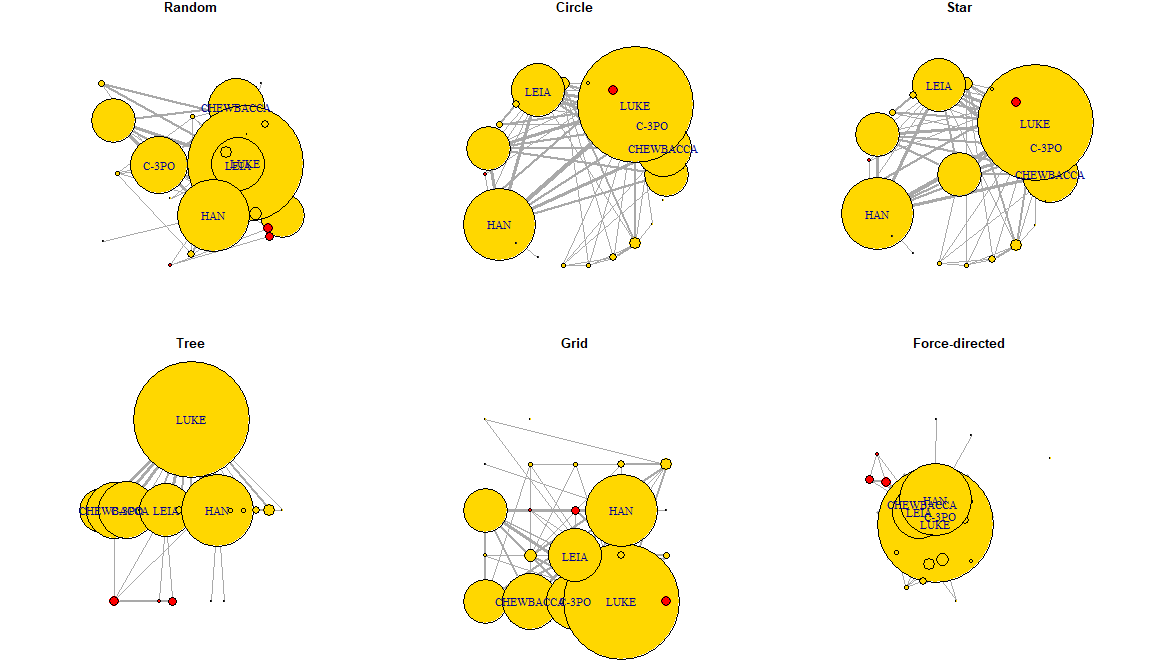 Random
CHEWBACCA
C-3PO
LUKE
LEIA
HAN
Circle
LEIA
LUKE
C-3PO
CHEWBACCA
HAN
Star
LEIA
LUKE
C-3PO
CHEWBACCA
HAN
Tree
LUKE
CHEWBACCA
C-3PO
LEIA
HAN
Grid
HAN
LEIA
CHEWBACCA
C-3PO
LUKE
Force-directed
HAN
CHEWBACCA
LEIA
C-3PO
LUKE